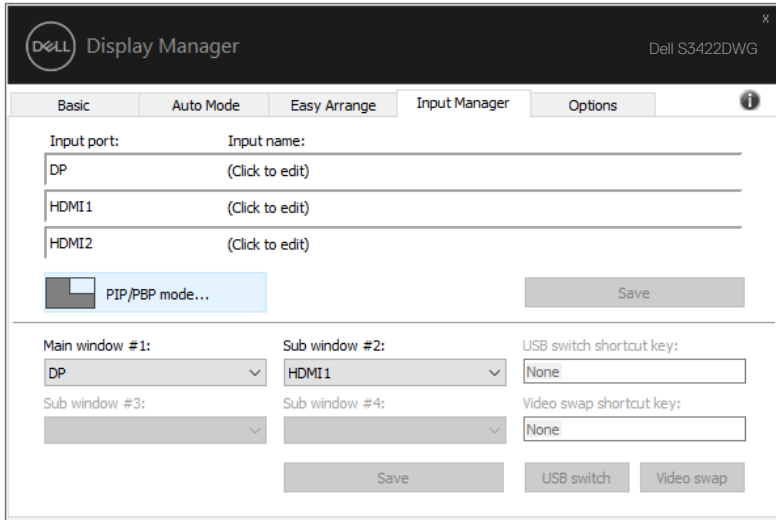 x
DELL Display Manager
Dell S3422DWG
Basic Auto Mode Easy Arrange Input Manager Options i
Input port: Input name:
DP (Click to edit)
HDMI1 (Click to edit)
HDMI2 (Click to edit)
PIP/PBP mode... Save
Main window #1: Sub window #2: USB switch shortcut key:
DP HDMI1 None
Sub window #3: Sub window #4: Video swap shortcut key:
None
Save USB switch Video swap